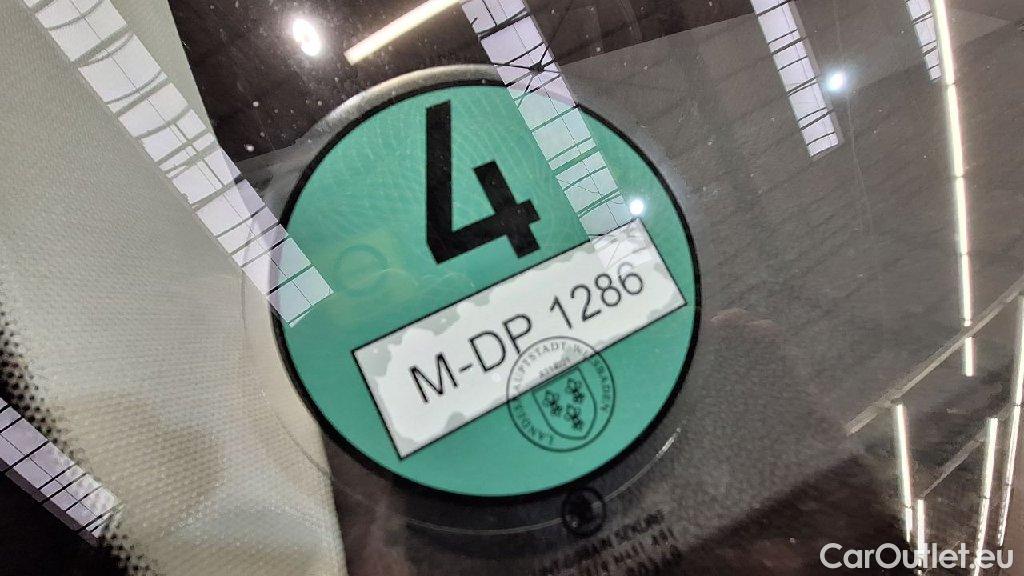 4
M-DP 1286
LANDESHAUPTSTADT WIESBADEN
CarOutlet.eu